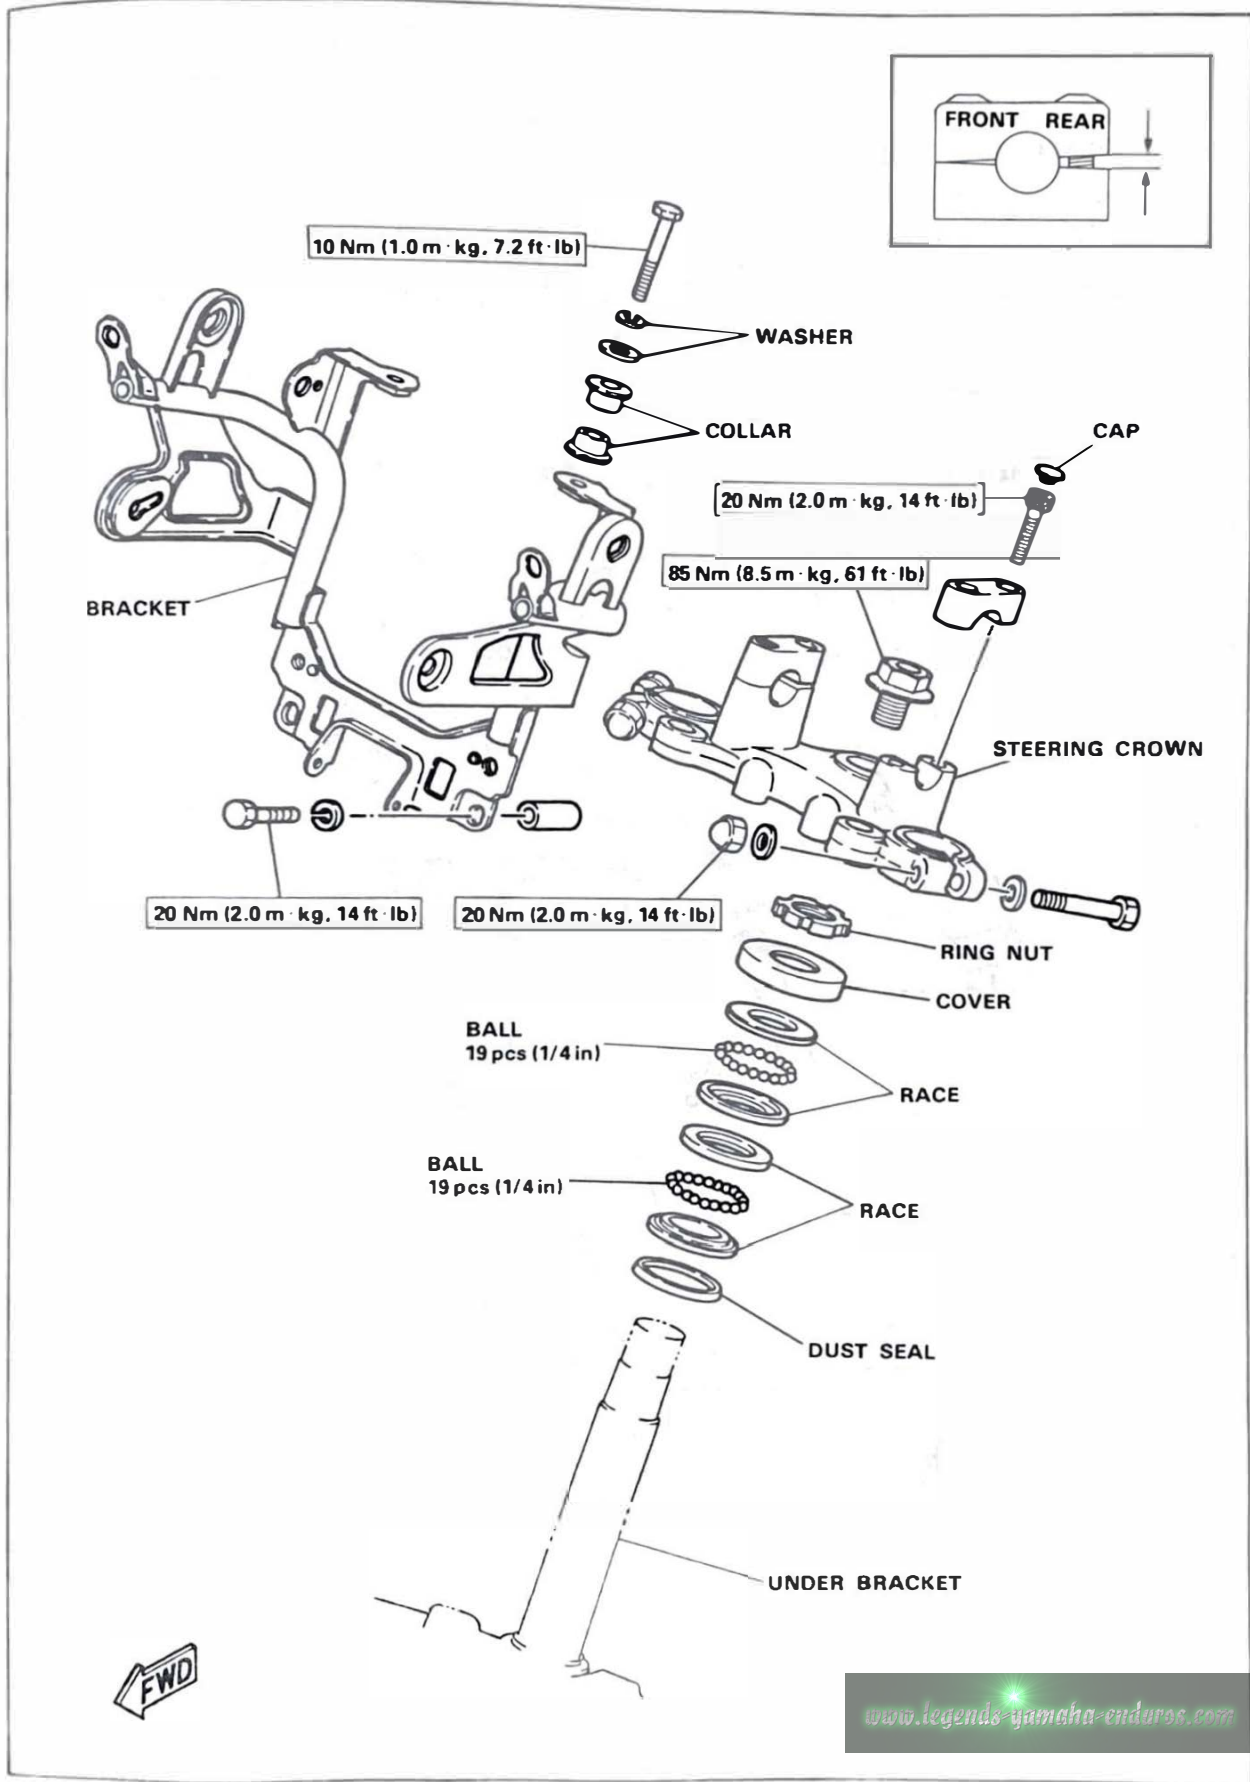 FRONT REAR
10 Nm (1.0 m · kg, 7.2 ft · lb)
WASHER
COLLAR
CAP
20 Nm (2.0 m · kg, 14 ft · lb)
85 Nm (8.5 m · kg, 61 ft · lb)
BRACKET
STEERING CROWN
20 Nm (2.0 m · kg, 14 ft · lb)
20 Nm (2.0 m · kg, 14 ft · lb)
RING NUT
COVER
BALL
19 pcs (1/4 in)
RACE
BALL
19 pcs (1/4 in)
RACE
DUST SEAL
UNDER BRACKET
FWD
www.legends-yamaha-enduros.com